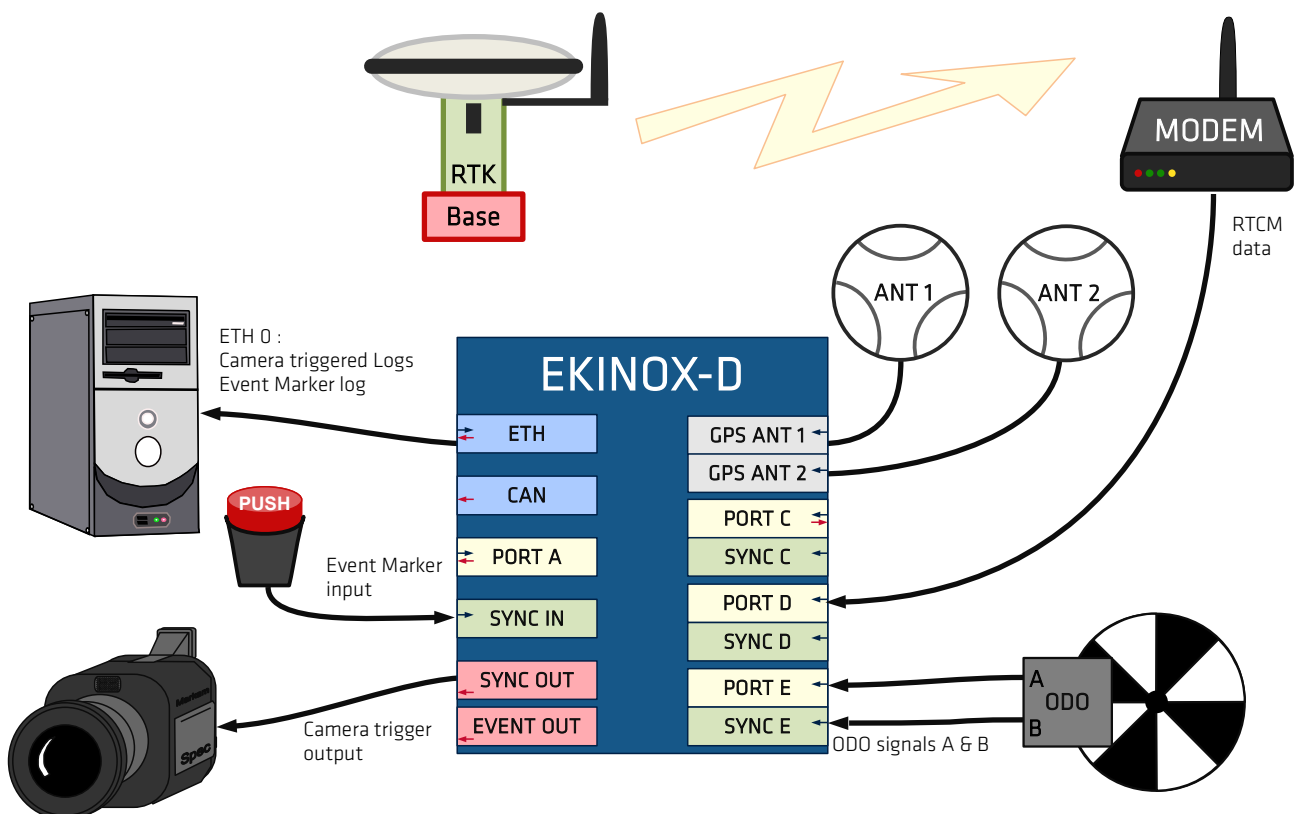 RTK
Base
MODEM
RTCM
data
ANT 1
ANT 2
ETH 0 :
Camera triggered Logs
Event Marker log
EKINOX-D
ETH
CAN
PORT A
SYNC IN
SYNC OUT
EVENT OUT
GPS ANT 1
GPS ANT 2
PORT C
SYNC C
PORT D
SYNC D
PORT E
SYNC E
PUSH
Event Marker
input
Camera trigger
output
Spec
A
ODO
B
ODO signals A & B